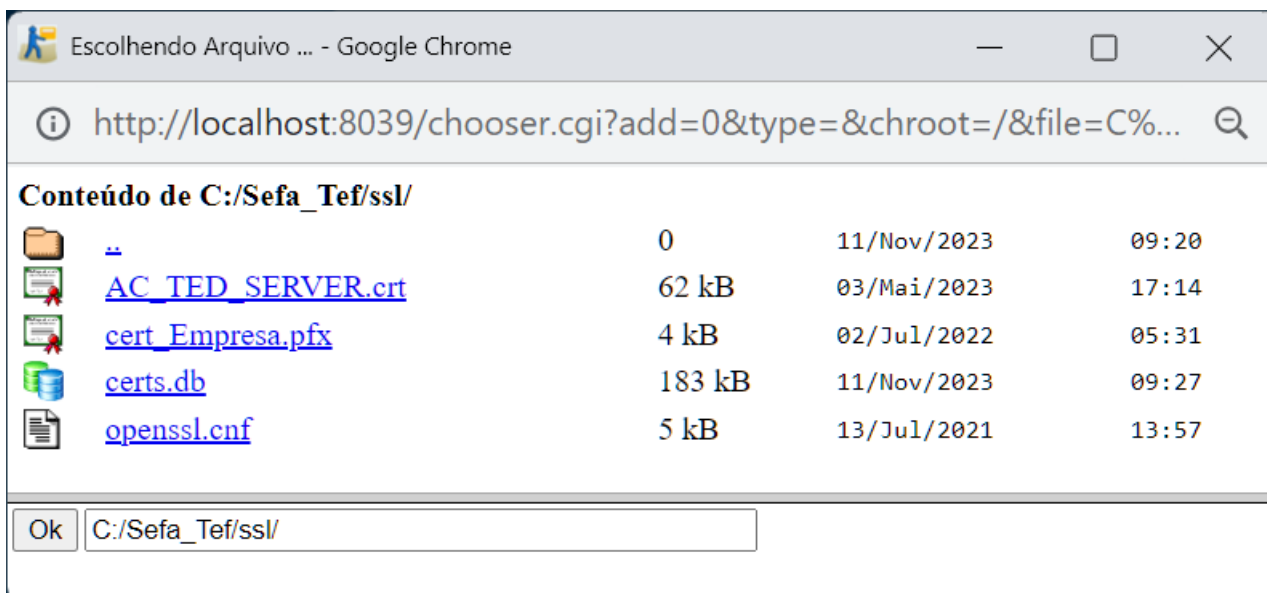 Escolhendo Arquivo ... - Google Chrome
http://localhost:8039/chooser.cgi?add=0&type=&chroot=/&file=C%...
Conteúdo de C:/Sefa_Tef/ssl/
.. 0 11/Nov/2023 09:20
AC_TED_SERVER.crt 62 kB 03/Mai/2023 17:14
cert_Empresa.pfx 4 kB 02/Jul/2022 05:31
certs.db 183 kB 11/Nov/2023 09:27
openssl.cnf 5 kB 13/Jul/2021 13:57
Ok C:/Sefa_Tef/ssl/